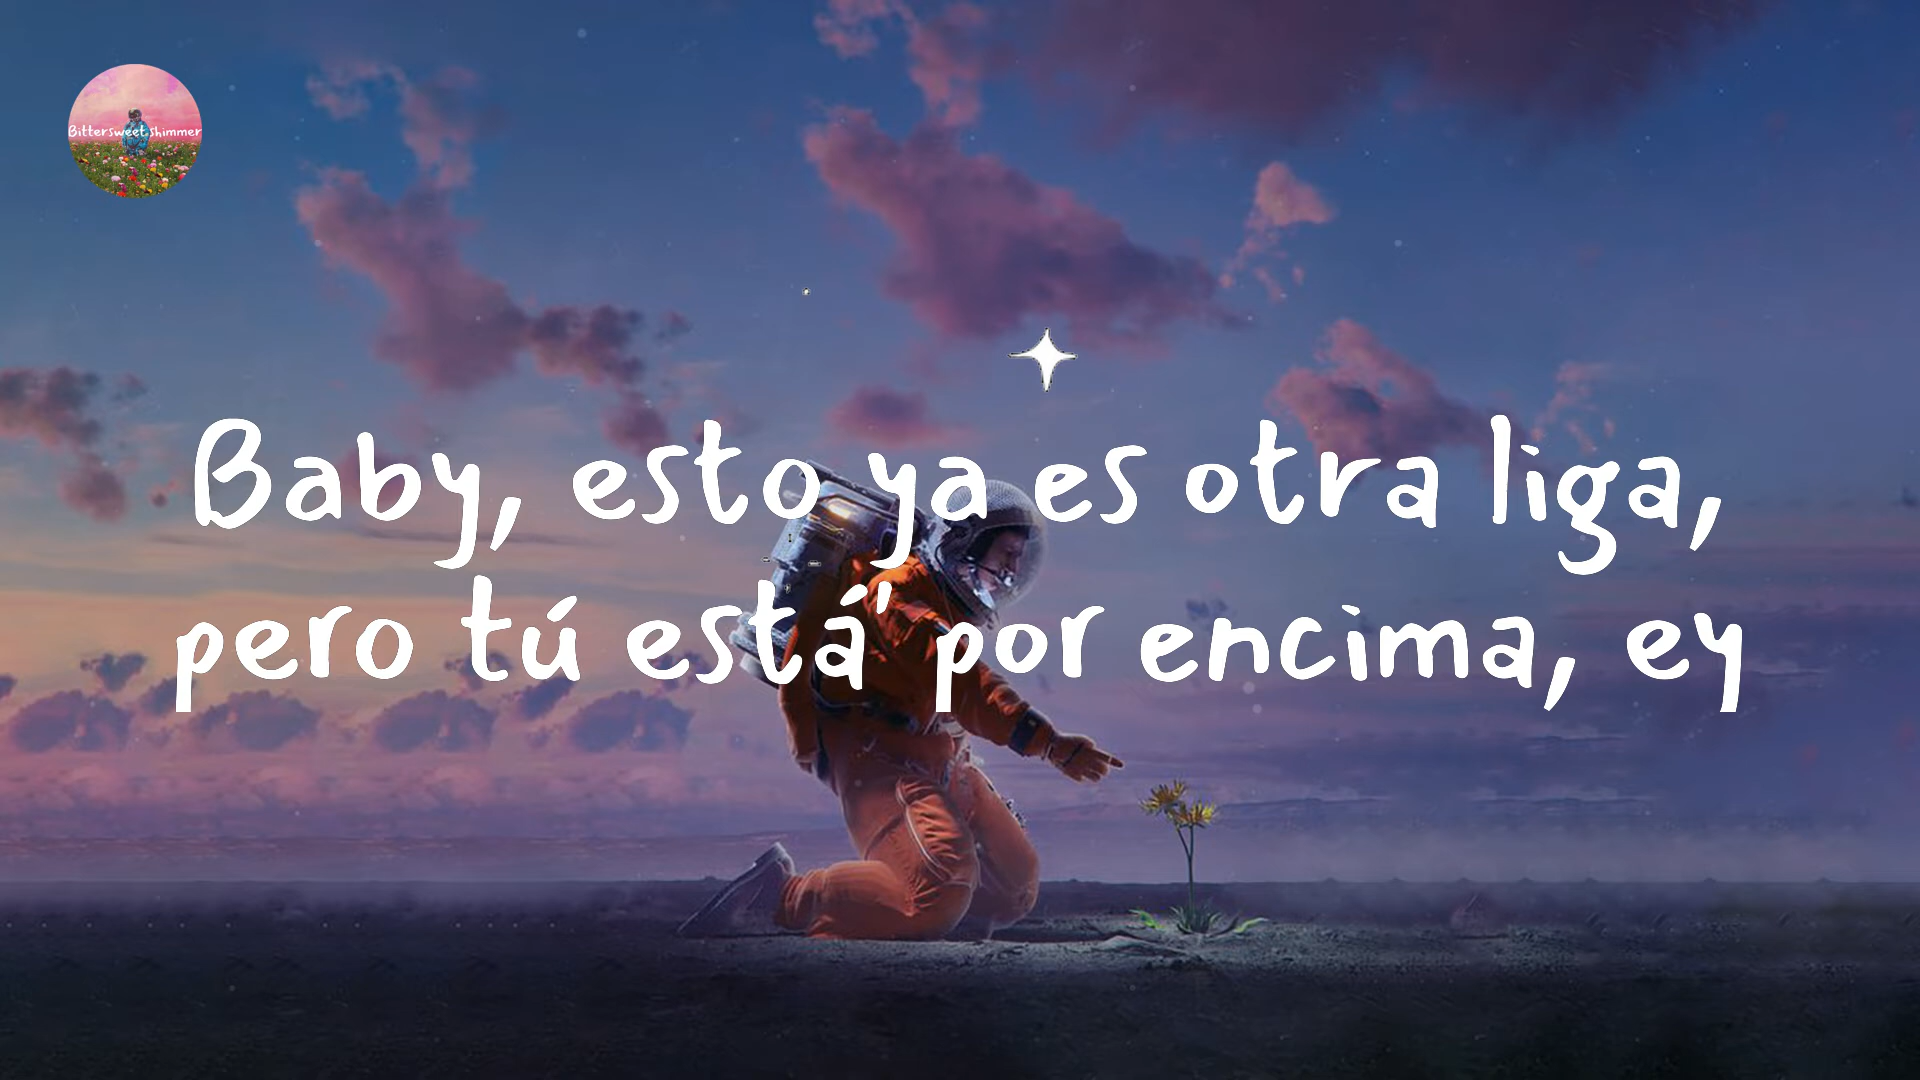 Bittersweet shimmer
Baby, esto ya es otra liga,
pero tú está' por encima, ey